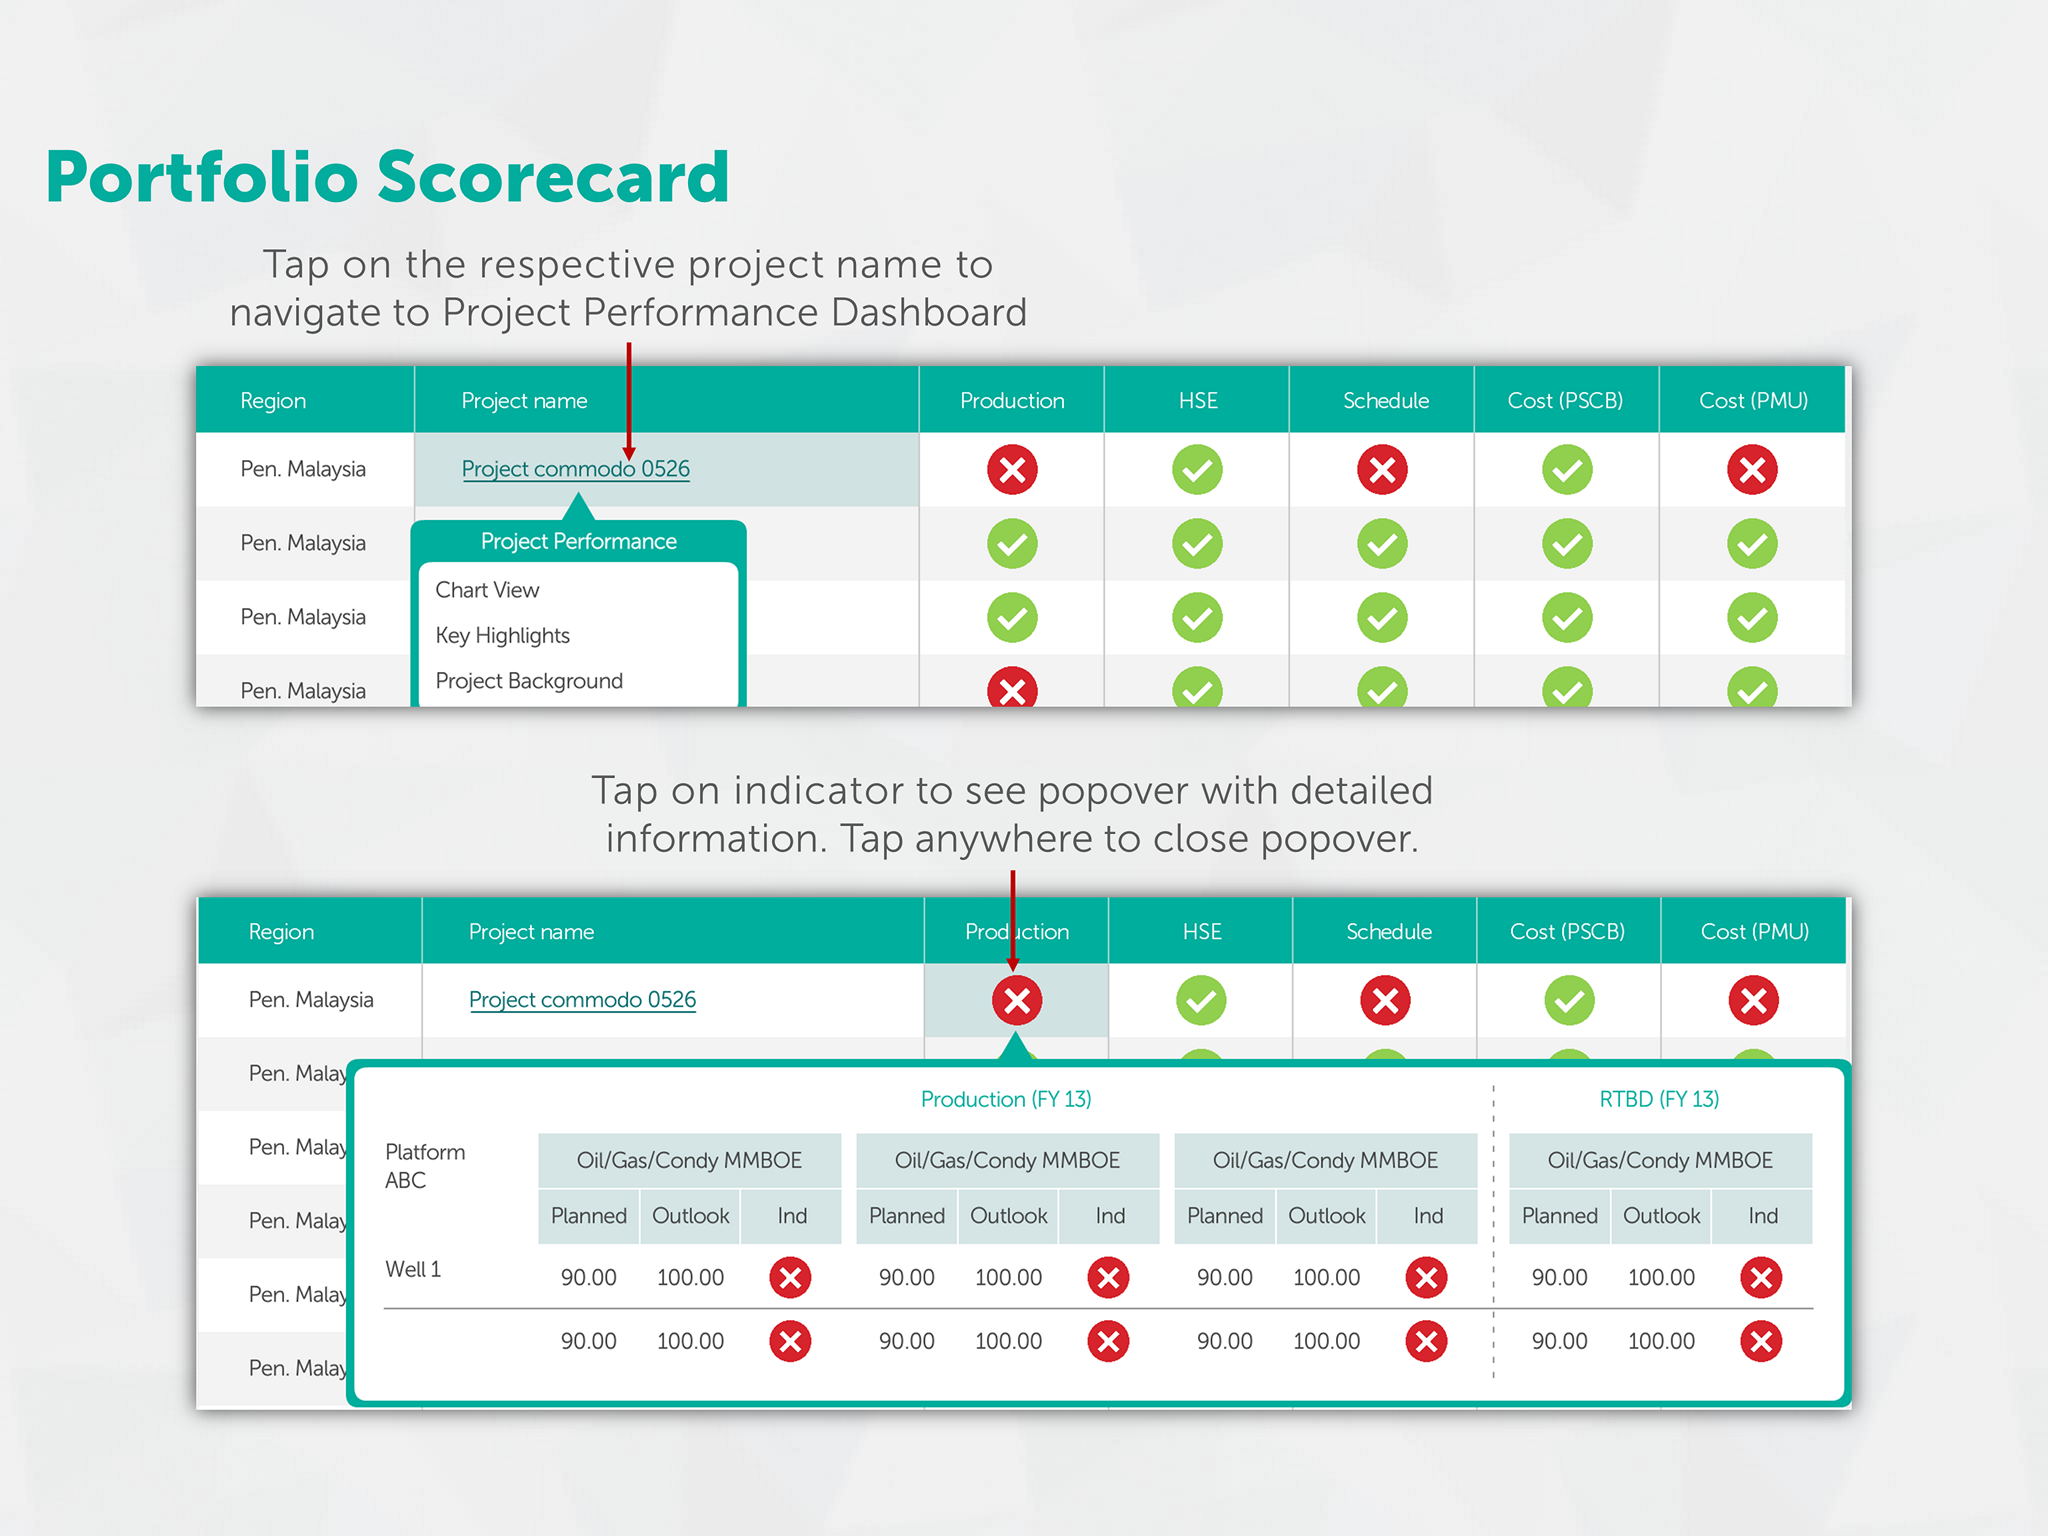 Portfolio Scorecard
Tap on the respective project name to
navigate to Project Performance Dashboard
Region Project name Production HSE Schedule Cost (PSCB) Cost (PMU)
Pen. Malaysia Project commodo 0526
Pen. Malaysia
Project Performance
Chart View
Pen. Malaysia
Key Highlights
Pen. Malaysia
Project Background
Tap on indicator to see popover with detailed
information. Tap anywhere to close popover.
Region Project name Production HSE Schedule Cost (PSCB) Cost (PMU)
Pen. Malaysia Project commodo 0526
Pen. Malay
Pen. Malay
Pen. Malay
Pen. Malay
Pen. Malay
Production (FY 13) RTBD (FY 13)
Platform
ABC
Oil/Gas/Condy MMBOE Oil/Gas/Condy MMBOE Oil/Gas/Condy MMBOE Oil/Gas/Condy MMBOE
Planned Outlook Ind Planned Outlook Ind Planned Outlook Ind Planned Outlook Ind
Well 1 90.00 100.00 90.00 100.00 90.00 100.00 90.00 100.00
90.00 100.00 90.00 100.00 90.00 100.00 90.00 100.00